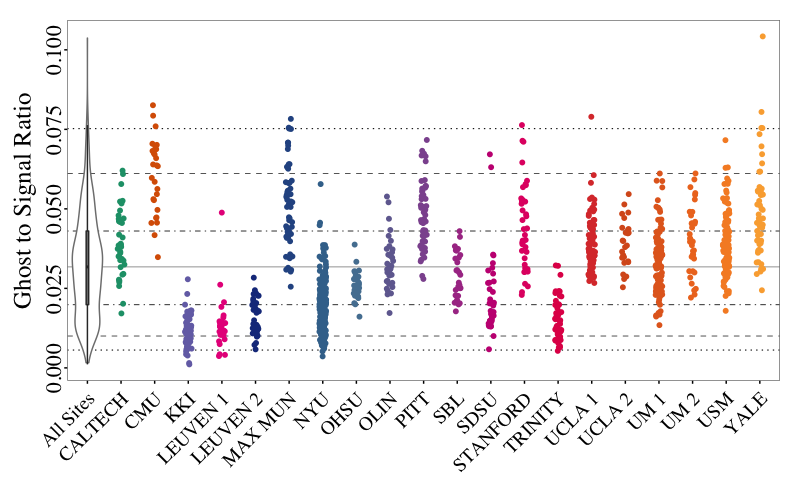 Ghost to Signal Ratio
0.100
0.075
0.050
0.025
0.000
All Sites
CALTECH
CMU
KKI
LEUVEN 1
LEUVEN 2
MAX MUN
NYU
OHSU
OLIN
PITT
SBL
SDSU
STANFORD
TRINITY
UCLA 1
UCLA 2
UM 1
UM 2
USM
YALE